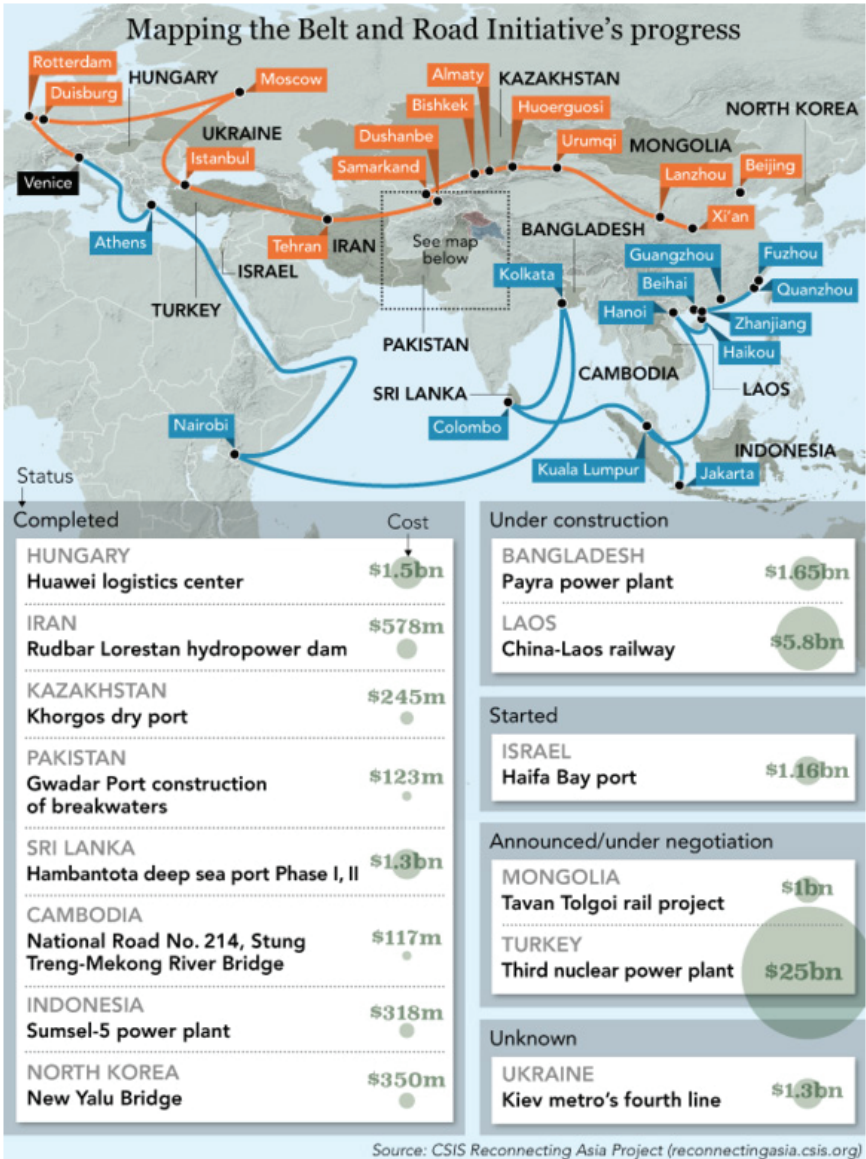 Mapping the Belt and Road Initiative's progress
Rotterdam
Duisburg
HUNGARY
Moscow
Almaty
KAZAKHSTAN
Bishkek
Huoerguosi
NORTH KOREA
UKRAINE
Dushanbe
Urumqi
MONGOLIA
Istanbul
Samarkand
Beijing
Venice
Lanzhou
Xi'an
Athens
Tehran
IRAN
See map
below
BANGLADESH
Guangzhou
Fuzhou
ISRAEL
Kolkata
Beihai
Quanzhou
TURKEY
Hanoi
Zhanjiang
Haikou
PAKISTAN
CAMBODIA
SRI LANKA
LAOS
Nairobi
Colombo
INDONESIA
Kuala Lumpur
Jakarta
Status
Completed
Cost
HUNGARY
Huawei logistics center
$1.5bn
IRAN
Rudbar Lorestan hydropower dam
$578m
KAZAKHSTAN
Khorgos dry port
$245m
PAKISTAN
Gwadar Port construction
of breakwaters
$123m
SRI LANKA
Hambantota deep sea port Phase I, II
$1.3bn
CAMBODIA
National Road No. 214, Stung
Treng-Mekong River Bridge
$117m
INDONESIA
Sumsel-5 power plant
$318m
NORTH KOREA
New Yalu Bridge
$350m
Under construction
BANGLADESH
Payra power plant
$1.65bn
LAOS
China-Laos railway
$5.8bn
Started
ISRAEL
Haifa Bay port
$1.16bn
Announced/under negotiation
MONGOLIA
Tavan Tolgoi rail project
$1bn
TURKEY
Third nuclear power plant
$25bn
Unknown
UKRAINE
Kiev metro's fourth line
$1.3bn
Source: CSIS Reconnecting Asia Project (reconnectingasia.csis.org)